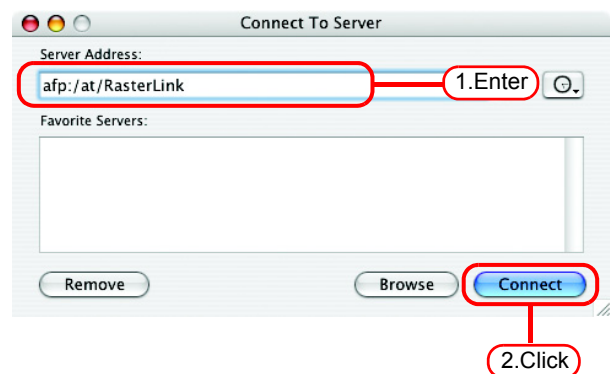 Connect To Server
Server Address:
afp:/at/RasterLink
1.Enter
Favorite Servers:
Remove
Browse
Connect
2.Click